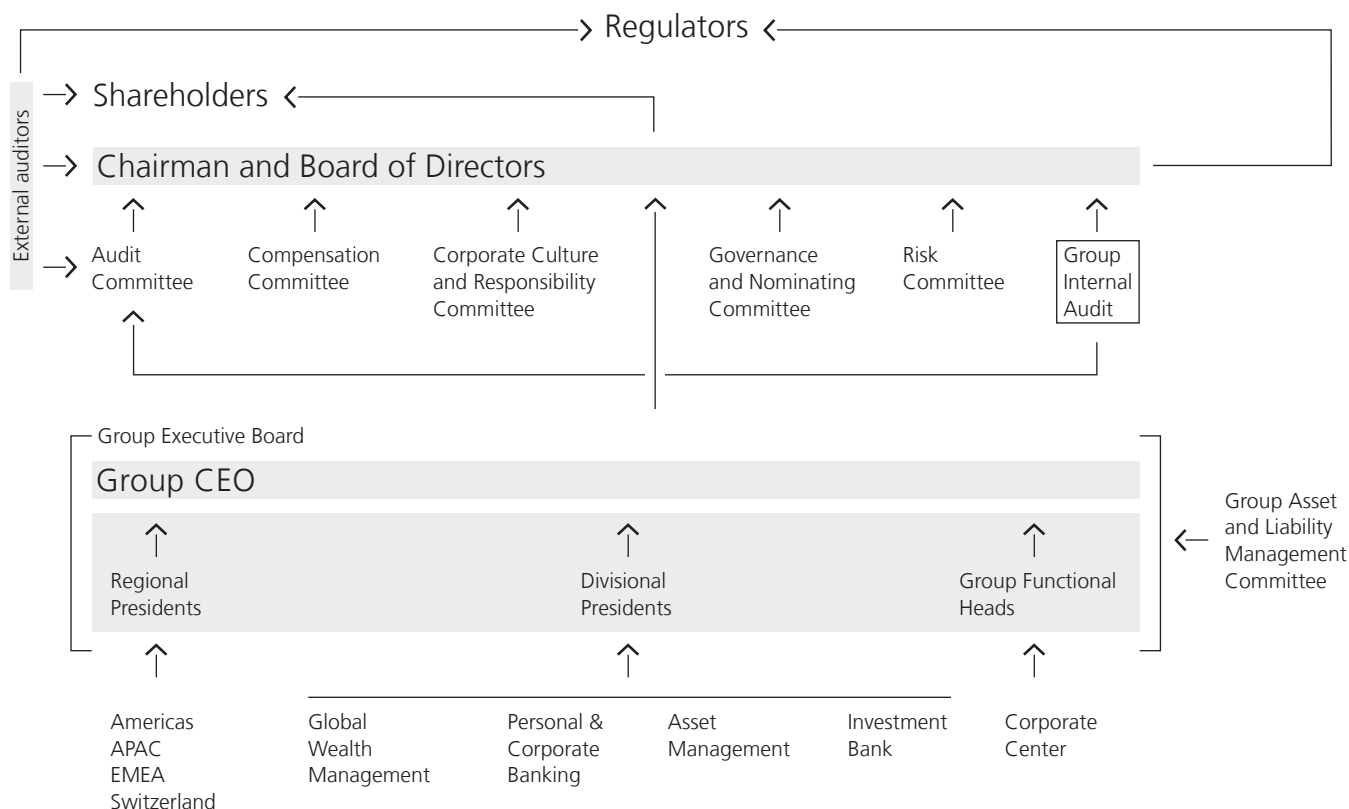 Regulators
Shareholders
External auditors
Chairman and Board of Directors
Audit
Committee
Compensation
Committee
Corporate Culture
and Responsibility
Committee
Governance
and Nominating
Committee
Risk
Committee
Group
Internal
Audit
Group Executive Board
Group CEO
Regional
Presidents
Divisional
Presidents
Group Functional
Heads
Group Asset
and Liability
Management
Committee
Americas
APAC
EMEA
Switzerland
Global
Wealth
Management
Personal &
Corporate
Banking
Asset
Management
Investment
Bank
Corporate
Center